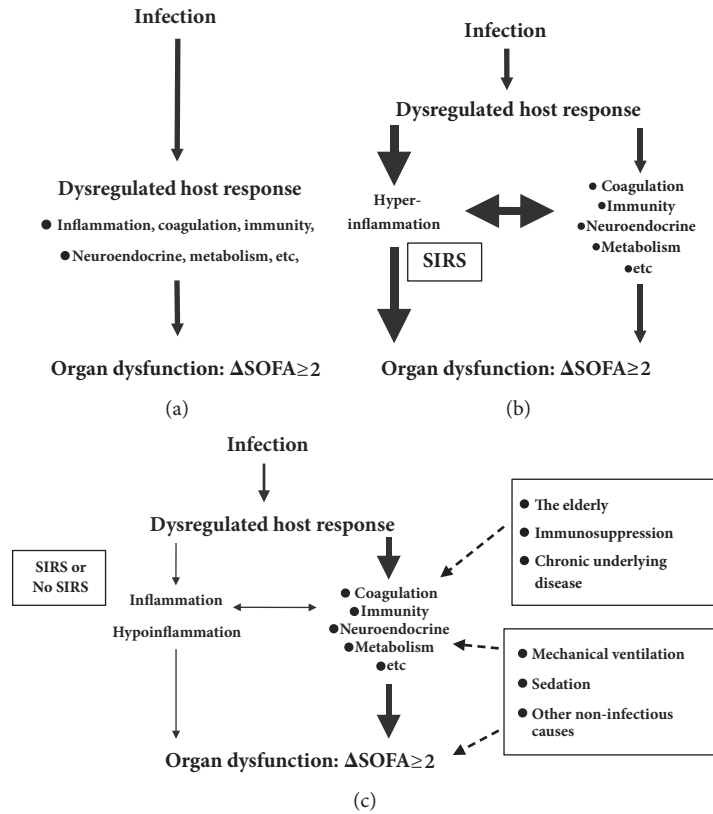 Infection
Dysregulated host response
● Inflammation, coagulation, immunity,
● Neuroendocrine, metabolism, etc,
Organ dysfunction: ΔSOFA≥2
(a)
Infection
Dysregulated host response
Hyper-
inflammation
SIRS
● Coagulation
● Immunity
● Neuroendocrine
● Metabolism
● etc
Organ dysfunction: ΔSOFA≥2
(b)
Infection
Dysregulated host response
SIRS or
No SIRS
Inflammation
Hypoinflammation
● Coagulation
● Immunity
● Neuroendocrine
● Metabolism
● etc
● The elderly
● Immunosuppression
● Chronic underlying
disease
● Mechanical ventilation
● Sedation
● Other non-infectious
causes
Organ dysfunction: ΔSOFA≥2
(c)